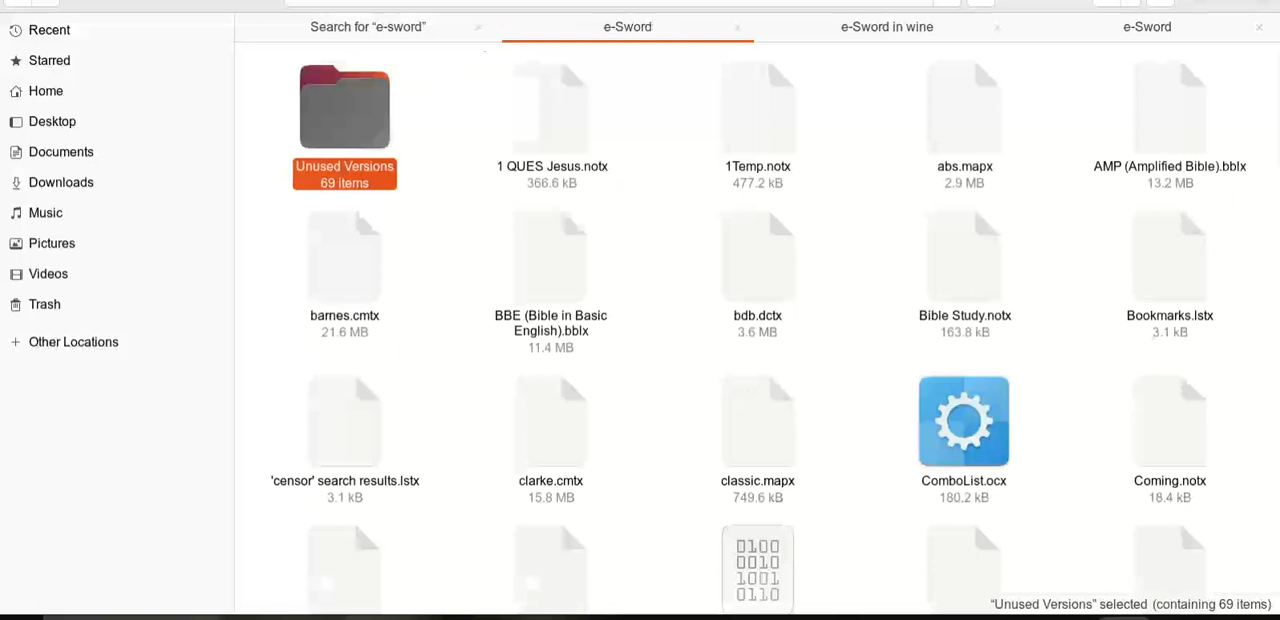 Search for “e-sword”
e-Sword
e-Sword in wine
e-Sword
Recent
Starred
Home
Desktop
Documents
Downloads
Music
Pictures
Videos
Trash
Other Locations
Unused Versions
69 items
1 QUES Jesus.notx
366.6 kB
1Temp.notx
477.2 kB
abs.mapx
2.9 MB
AMP (Amplified Bible).bblx
13.2 MB
barnes.cmtx
21.6 MB
BBE (Bible in Basic
English).bblx
11.4 MB
bdb.dctx
3.6 MB
Bible Study.notx
163.8 kB
Bookmarks.lstx
3.1 kB
'censor' search results.lstx
3.1 kB
clarke.cmtx
15.8 MB
classic.mapx
749.6 kB
ComboList.ocx
180.2 kB
Coming.notx
18.4 kB
0100
0010
1001
0110
“Unused Versions” selected (containing 69 items)